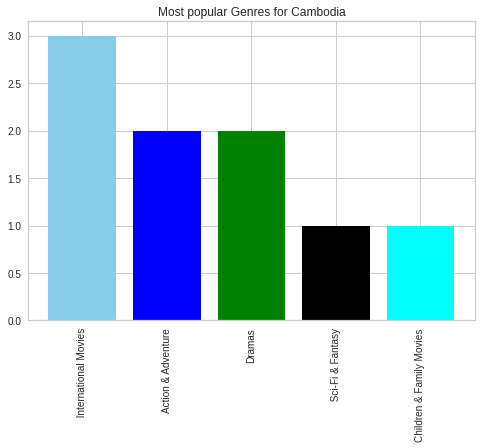 Most popular Genres for Cambodia
3.0
2.5
2.0
1.5
1.0
0.5
0.0
International Movies
Action & Adventure
Dramas
Sci-Fi & Fantasy
Children & Family Movies